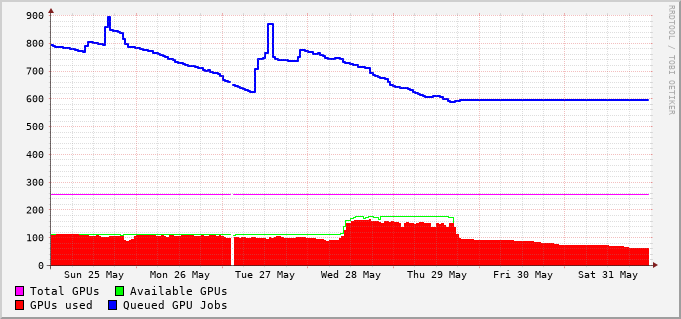 RRDTOOL / TOBI OETIKER
900
800
700
600
500
400
300
200
100
0
Sun 25 May Mon 26 May Tue 27 May Wed 28 May Thu 29 May Fri 30 May Sat 31 May
Total GPUs Available GPUs
GPUs used Queued GPU Jobs